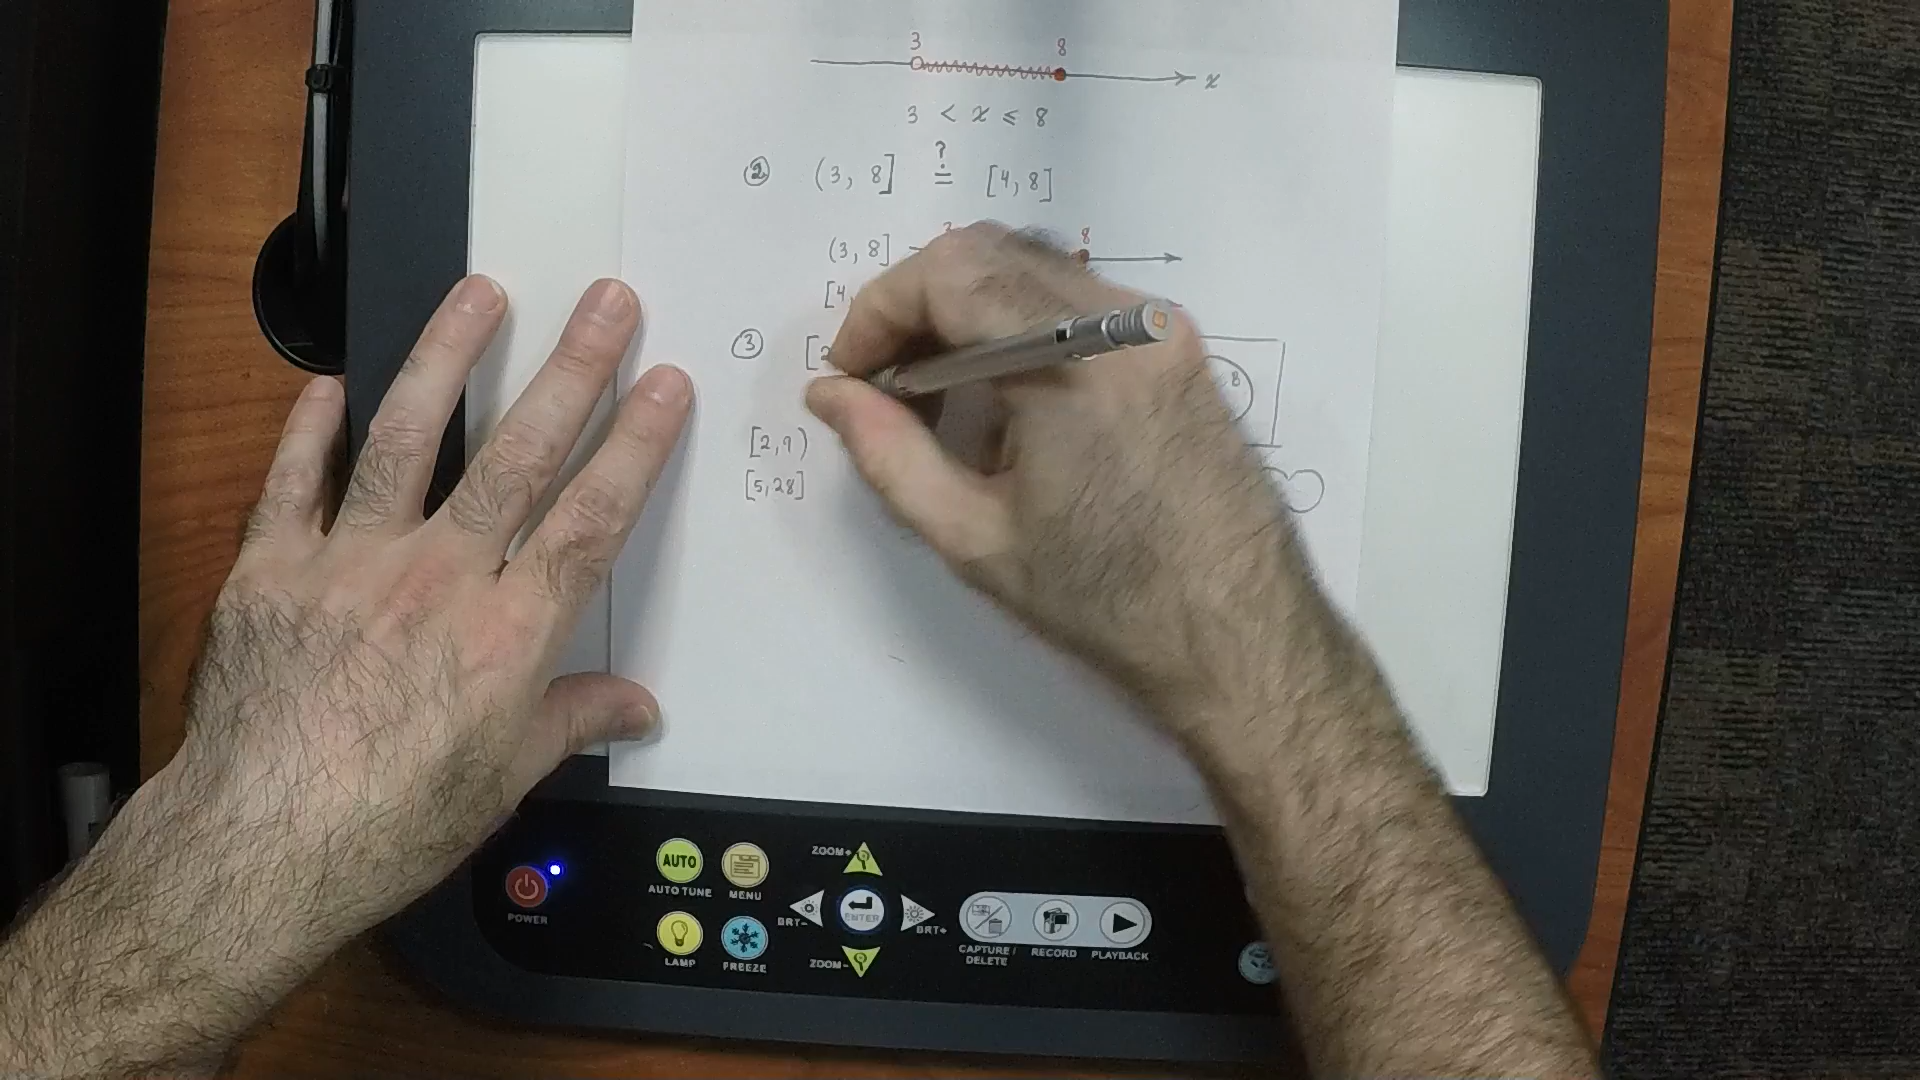 3 8
x
3 < x ⩽ 8
② (3, 8] ≐ [4, 8]
?
8
(3, 8]
[4,
③ [2
8
[2, 9)
[5, 28]
ZOOM+
AUTO
AUTO TUNE MENU
BRT- ENTER BRT+
POWER
CAPTURE / DELETE RECORD PLAYBACK
LAMP FREEZE ZOOM-